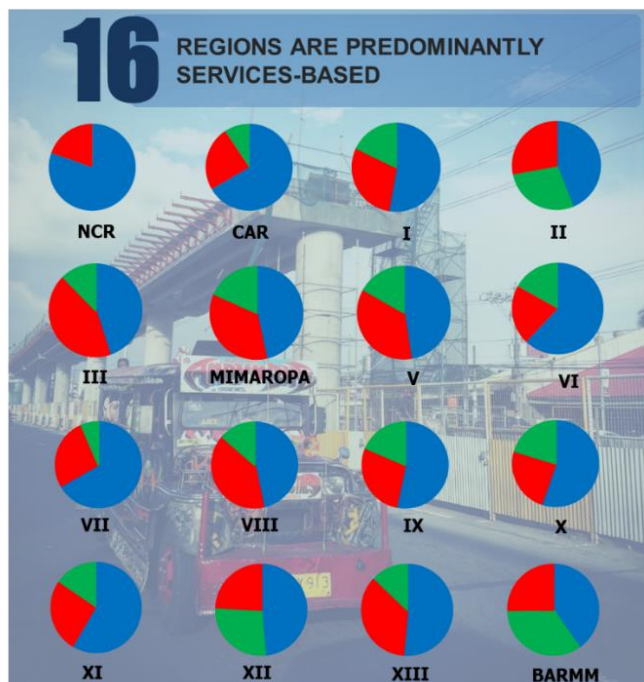 16
REGIONS ARE PREDOMINANTLY
SERVICES-BASED
NCR
CAR
I
II
III
MIMAROPA
V
VI
VII
VIII
IX
X
XI
XII
XIII
BARMM